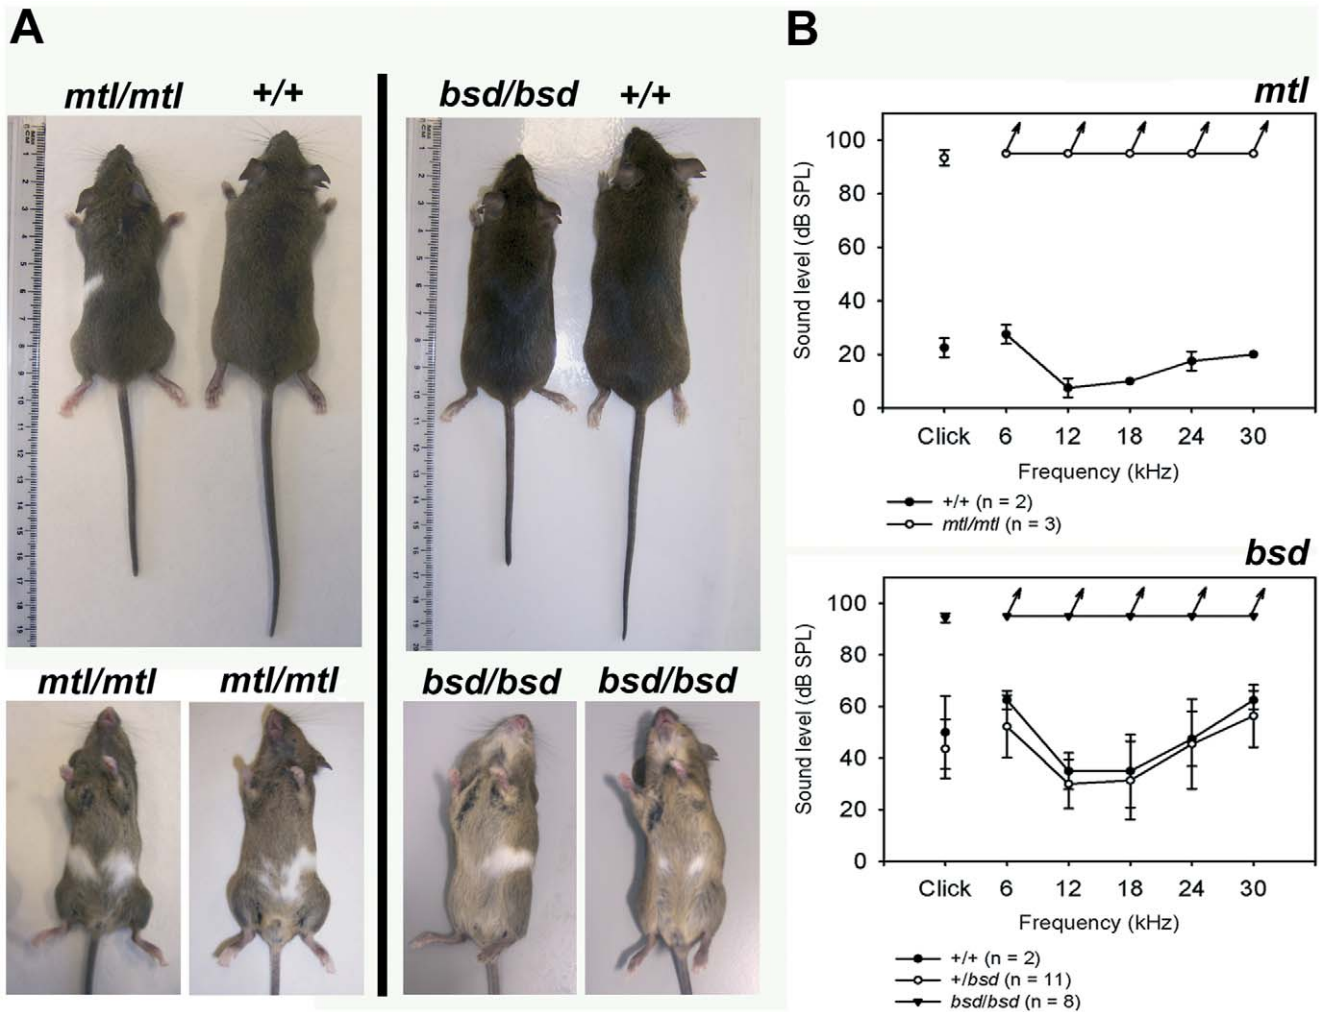 A
mtl/mtl +/+
bsd/bsd +/+
mtl/mtl mtl/mtl
bsd/bsd bsd/bsd
B
mtl
Sound level (dB SPL)
100
80
60
40
20
0
Click 6 12 18 24 30
Frequency (kHz)
+/+ (n = 2)
mtl/mtl (n = 3)
bsd
Sound level (dB SPL)
100
80
60
40
20
0
Click 6 12 18 24 30
Frequency (kHz)
+/+ (n = 2)
+/bsd (n = 11)
bsd/bsd (n = 8)